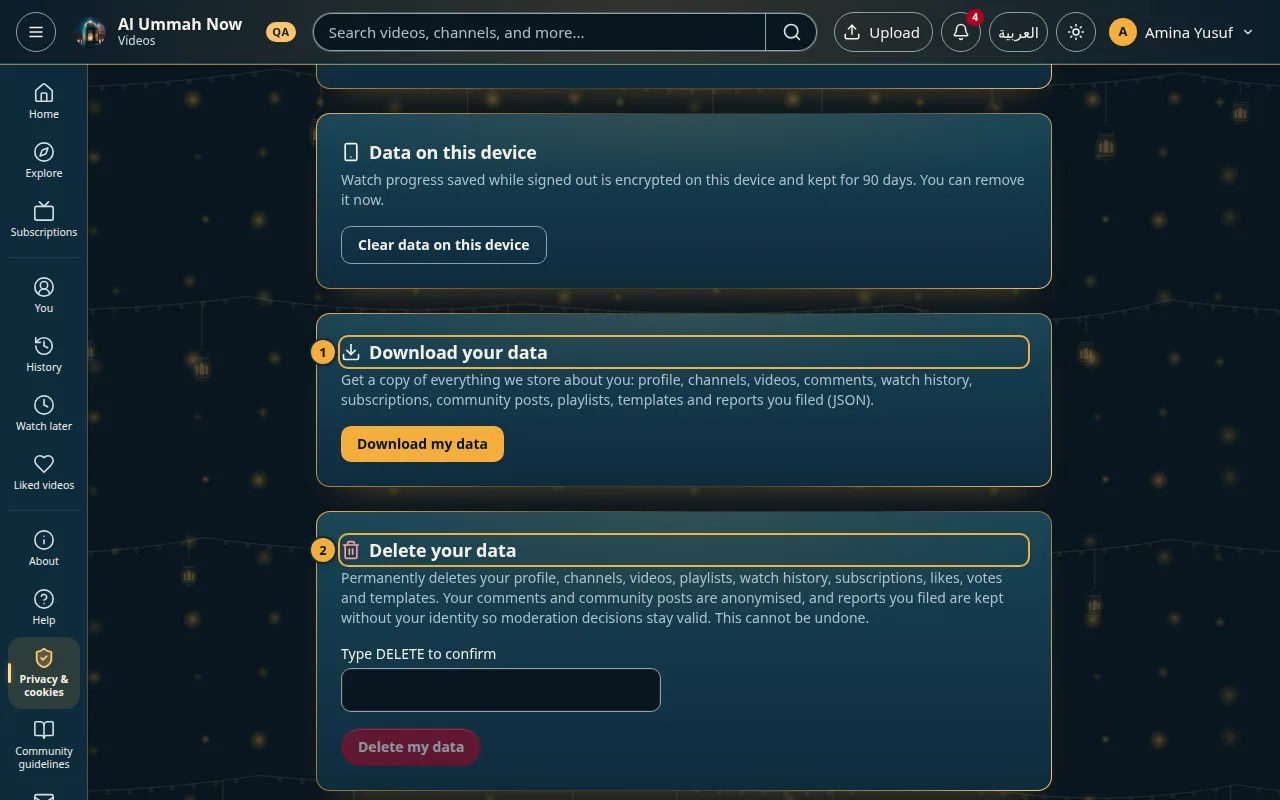 Al Ummah Now
Videos
QA
Search videos, channels, and more...
Upload
4
العربية
A
Amina Yusuf
Home
Explore
Subscriptions
You
History
Watch later
Liked videos
About
Help
Privacy &
cookies
Community
guidelines
Data on this device
Watch progress saved while signed out is encrypted on this device and kept for 90 days. You can remove
it now.
Clear data on this device
1
Download your data
Get a copy of everything we store about you: profile, channels, videos, comments, watch history,
subscriptions, community posts, playlists, templates and reports you filed (JSON).
Download my data
2
Delete your data
Permanently deletes your profile, channels, videos, playlists, watch history, subscriptions, likes, votes
and templates. Your comments and community posts are anonymised, and reports you filed are kept
without your identity so moderation decisions stay valid. This cannot be undone.
Type DELETE to confirm
Delete my data